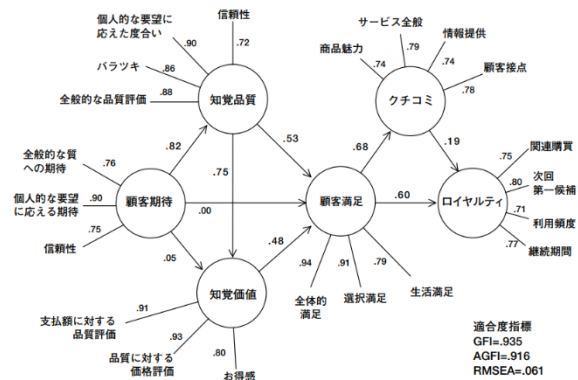 個人的な要望に
応えた度合い
.90
信頼性
.72
バラツキ
.86
全般的な品質評価
.88
知覚品質
サービス全般
.79
情報提供
.74
商品魅力
.74
顧客接点
.78
クチコミ
.82
.53
.75
.68
.19
全般的な質
への期待
.76
個人的な要望
に応える期待
.90
信頼性
.75
顧客期待
.00
顧客満足
.60
ロイヤルティ
関連購買
.75
次回
第一候補
.80
利用頻度
.71
継続期間
.77
.05
.48
知覚価値
.94
全体的
満足
.91
選択満足
.79
生活満足
支払額に対する
品質評価
.91
品質に対する
価格評価
.93
お得感
.80
適合度指標
GFI=.935
AGFI=.916
RMSEA=.061